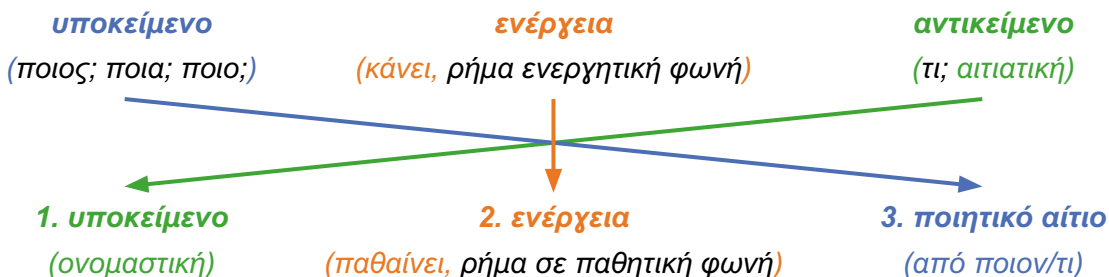 υποκείμενο ενέργεια αντικείμενο
(ποιος; ποια; ποιο;) (κάνει, ρήμα ενεργητική φωνή) (τι; αιτιατική)
1. υποκείμενο 2. ενέργεια 3. ποιητικό αίτιο
(ονομαστική) (παθαίνει, ρήμα σε παθητική φωνή) (από ποιον/τι)